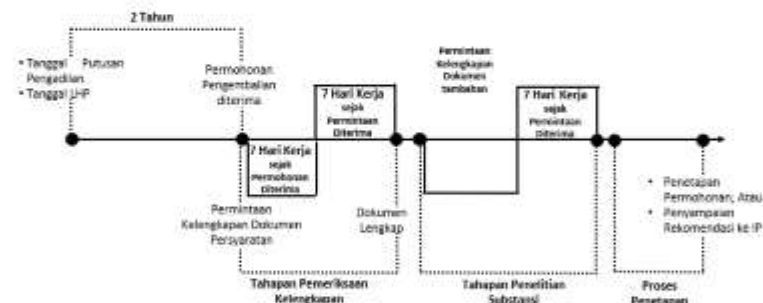 2 Tahun
• Tanggal Putusan
Pengadilan
• Tanggal LHP
Permohonan
Pengembalian
diterima
7 Hari Kerja
sejak
Permohonan
Diterima
7 Hari Kerja
sejak
Permintaan
Diterima
Permintaan
Kelengkapan Dokumen
Persyaratan
Dokumen
Lengkap
Permintaan
Kelengkapan
Dokumen
tambahan
7 Hari Kerja
sejak
Permintaan
Diterima
• Penetapan
Permohonan; Atau
• Penyampaian
Rekomendasi ke IP
Tahapan Pemeriksaan
Kelengkapan
Tahapan Penelitian
Substansi
Proses
Penetapan